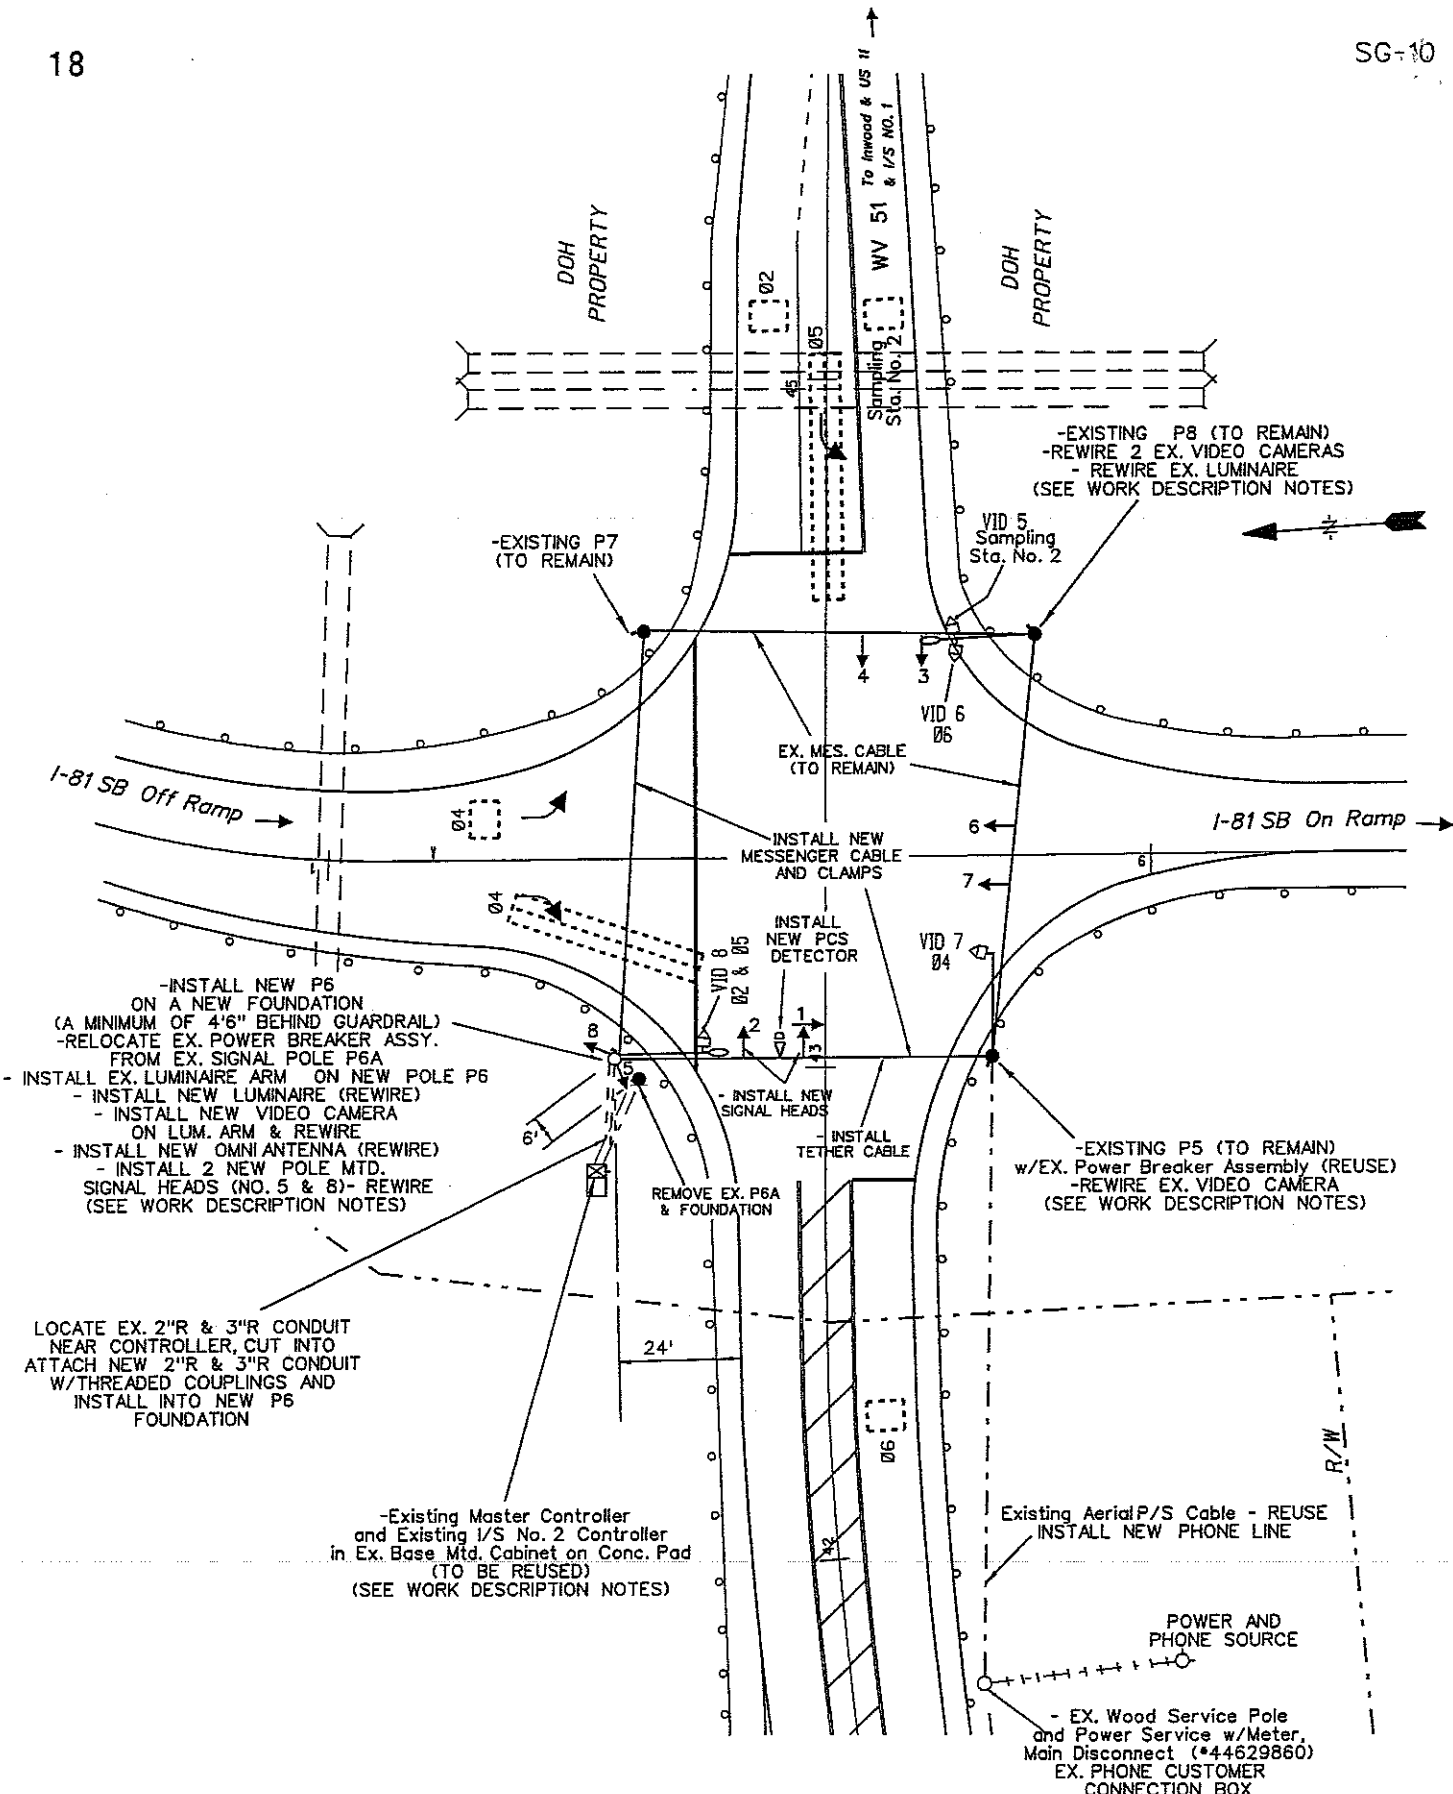 18
SG-10
To Inwood & US 11
& I/S NO. 1
WV 51
DOH
PROPERTY
DOH
PROPERTY
Ø2
Ø5
45
Sampling
Sta. No. 2
-EXISTING P8 (TO REMAIN)
-REWIRE 2 EX. VIDEO CAMERAS
- REWIRE EX. LUMINAIRE
(SEE WORK DESCRIPTION NOTES)
N
-EXISTING P7
(TO REMAIN)
VID 5
Sampling
Sta. No. 2
4
3
VID 6
Ø6
EX. MES. CABLE
(TO REMAIN)
I-81 SB Off Ramp
Ø4
6
I-81 SB On Ramp
INSTALL NEW
MESSENGER CABLE
AND CLAMPS
6
7
Ø4
INSTALL
NEW PCS
DETECTOR
VID 7
Ø4
VID 8
Ø2 & Ø5
-INSTALL NEW P6
ON A NEW FOUNDATION
(A MINIMUM OF 4'6" BEHIND GUARDRAIL)
-RELOCATE EX. POWER BREAKER ASSY.
FROM EX. SIGNAL POLE P6A
- INSTALL EX. LUMINAIRE ARM ON NEW POLE P6
- INSTALL NEW LUMINAIRE (REWIRE)
- INSTALL NEW VIDEO CAMERA
ON LUM. ARM & REWIRE
- INSTALL NEW OMNI ANTENNA (REWIRE)
- INSTALL 2 NEW POLE MTD.
SIGNAL HEADS (NO. 5 & 8)- REWIRE
(SEE WORK DESCRIPTION NOTES)
8
5
2
1
43
- INSTALL NEW
SIGNAL HEADS
6'
- INSTALL
TETHER CABLE
-EXISTING P5 (TO REMAIN)
w/EX. Power Breaker Assembly (REUSE)
-REWIRE EX. VIDEO CAMERA
(SEE WORK DESCRIPTION NOTES)
REMOVE EX. P6A
& FOUNDATION
LOCATE EX. 2"R & 3"R CONDUIT
NEAR CONTROLLER, CUT INTO
ATTACH NEW 2"R & 3"R CONDUIT
W/THREADED COUPLINGS AND
INSTALL INTO NEW P6
FOUNDATION
24'
Ø6
R/W
-Existing Master Controller
and Existing I/S No. 2 Controller
in Ex. Base Mtd. Cabinet on Conc. Pad
(TO BE REUSED)
(SEE WORK DESCRIPTION NOTES)
42
Existing Aerial P/S Cable - REUSE
INSTALL NEW PHONE LINE
POWER AND
PHONE SOURCE
- EX. Wood Service Pole
and Power Service w/Meter,
Main Disconnect (*44629860)
EX. PHONE CUSTOMER
CONNECTION BOX